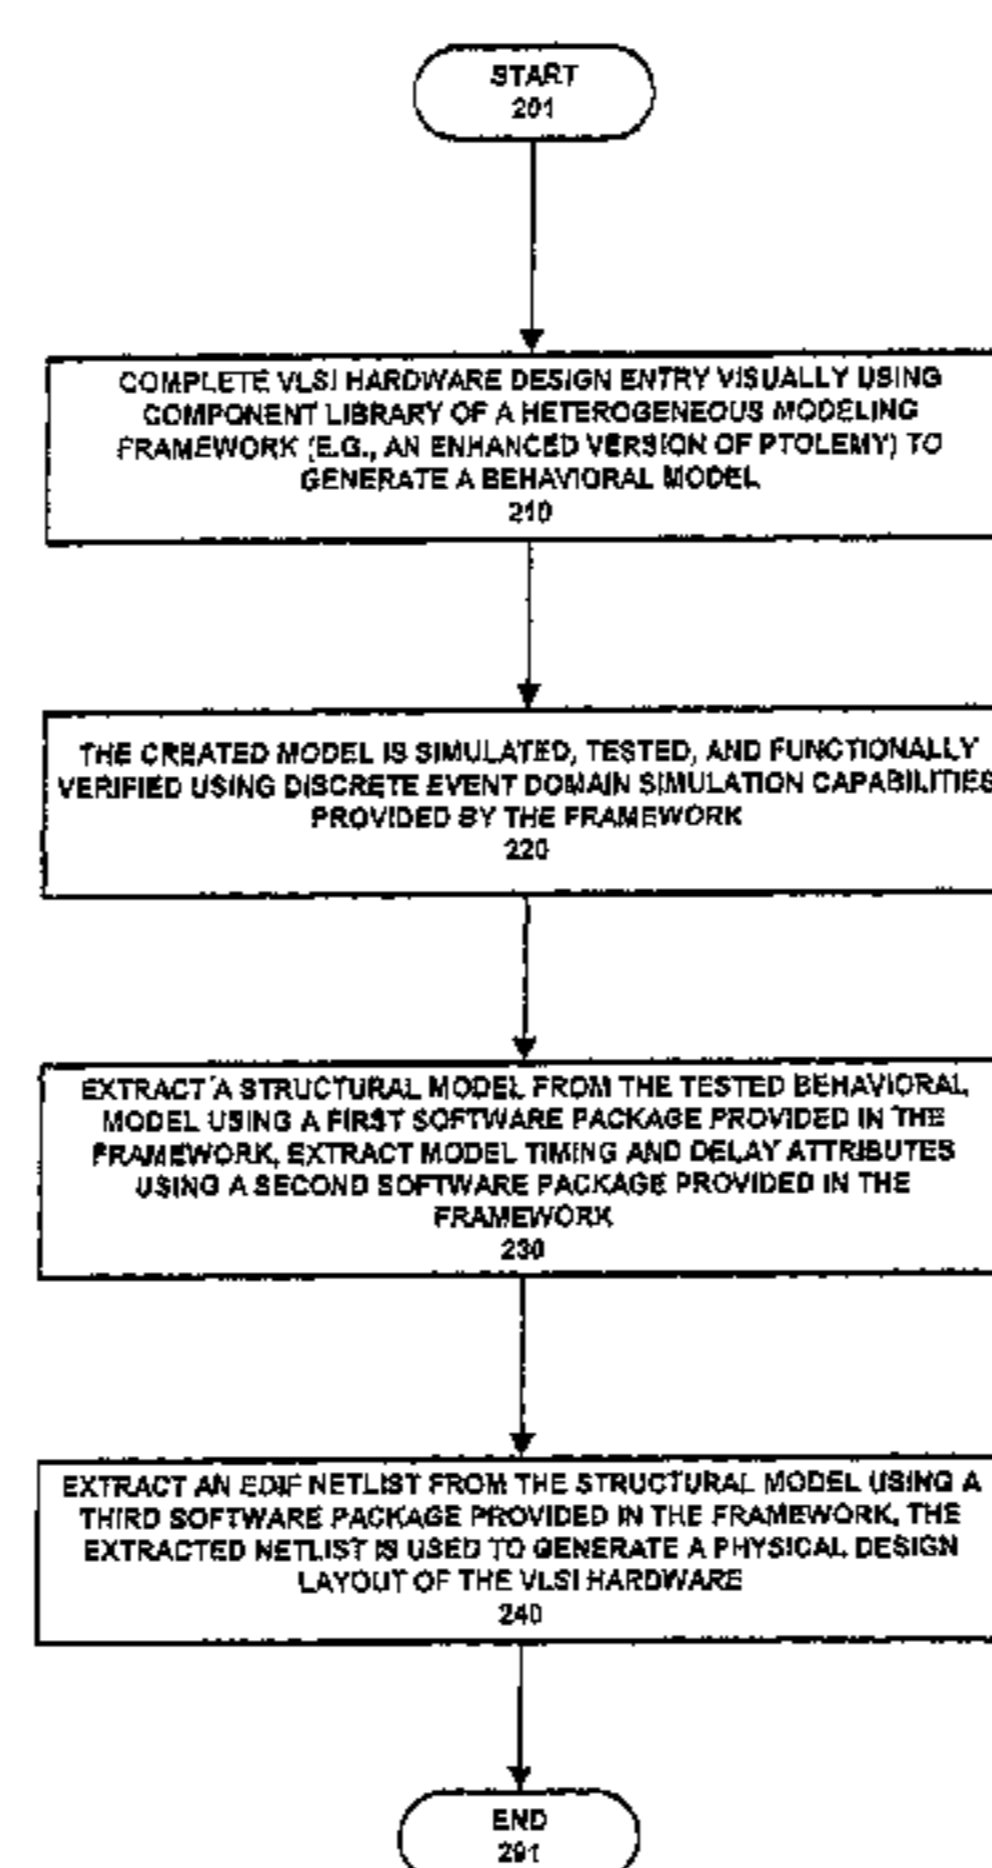 START
201
COMPLETE VLSI HARDWARE DESIGN ENTRY VISUALLY USING
COMPONENT LIBRARY OF A HETEROGENEOUS MODELING
FRAMEWORK (E.G., AN ENHANCED VERSION OF PTOLEMY) TO
GENERATE A BEHAVIORAL MODEL
210
THE CREATED MODEL IS SIMULATED, TESTED, AND FUNCTIONALLY
VERIFIED USING DISCRETE EVENT DOMAIN SIMULATION CAPABILITIES
PROVIDED BY THE FRAMEWORK
220
EXTRACT A STRUCTURAL MODEL FROM THE TESTED BEHAVIORAL
MODEL USING A FIRST SOFTWARE PACKAGE PROVIDED IN THE
FRAMEWORK, EXTRACT MODEL TIMING AND DELAY ATTRIBUTES
USING A SECOND SOFTWARE PACKAGE PROVIDED IN THE
FRAMEWORK
230
EXTRACT AN EDIF NETLIST FROM THE STRUCTURAL MODEL USING A
THIRD SOFTWARE PACKAGE PROVIDED IN THE FRAMEWORK, THE
EXTRACTED NETLIST IS USED TO GENERATE A PHYSICAL DESIGN
LAYOUT OF THE VLSI HARDWARE
240
END
291